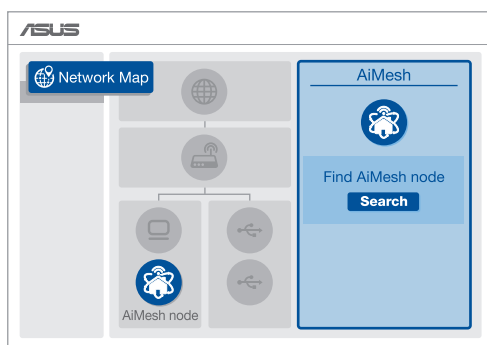 ASUS
Network Map
AiMesh
Find AiMesh node
Search
AiMesh node